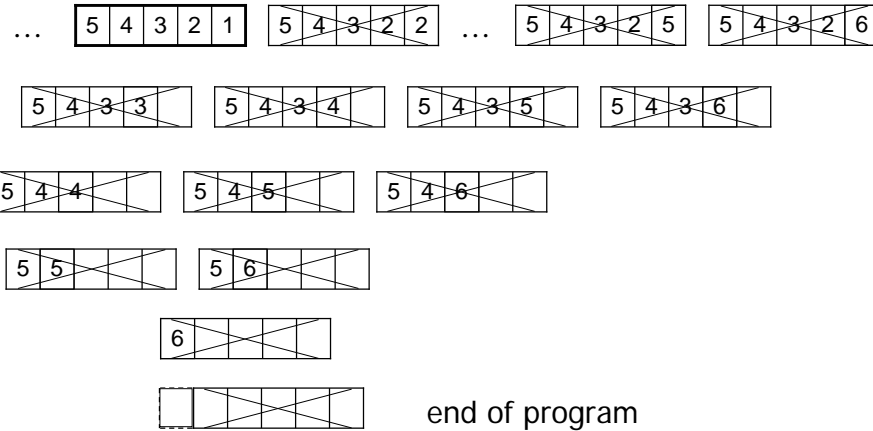 ... 5 4 3 2 1 5 4 3 2 2 ... 5 4 3 2 5 5 4 3 2 6
5 4 3 3 5 4 3 4 5 4 3 5 5 4 3 6
5 4 4 5 4 5 5 4 6
5 5 5 6
6
end of program